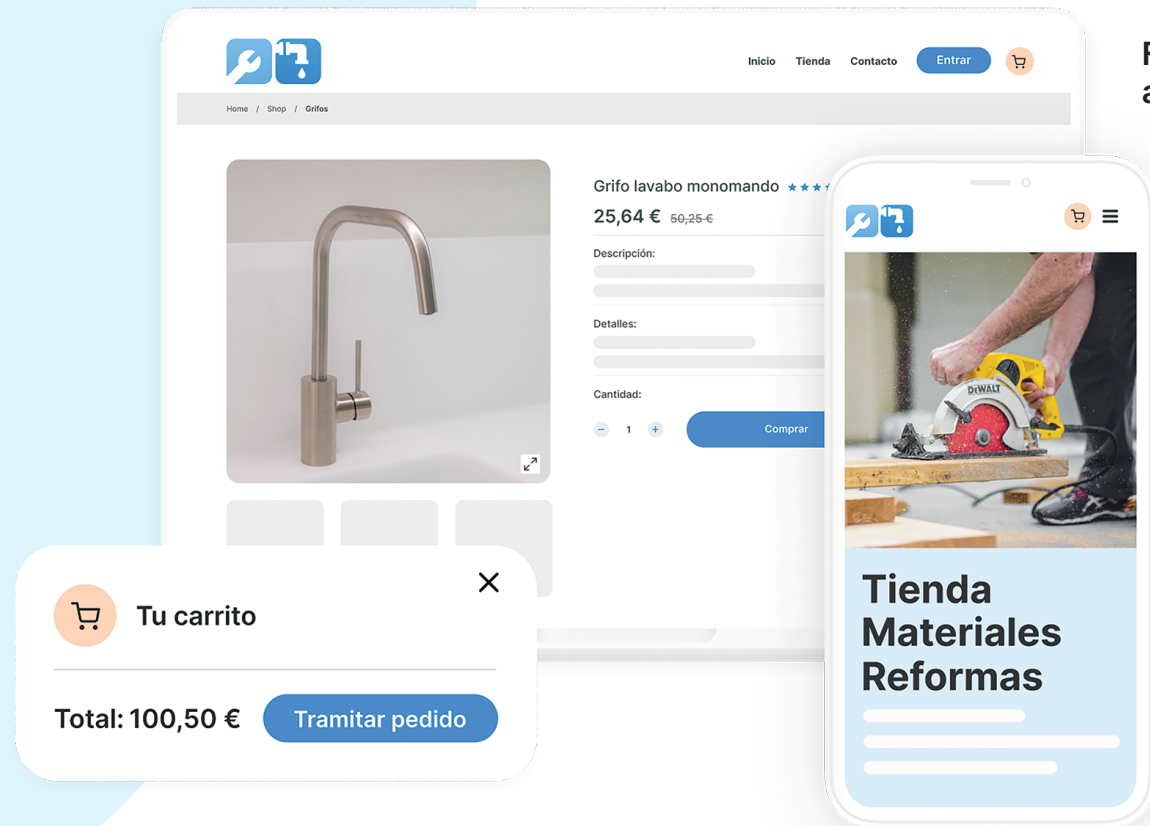 Inicio Tienda Contacto Entrar
Home / Shop / Grifos
Grifo lavabo monomando
25,64 € 50,25 €
Descripción:
Detalles:
Cantidad:
− 1 + Comprar
Tu carrito
Total: 100,50 € Tramitar pedido
DEWALT
Tienda
Materiales
Reformas